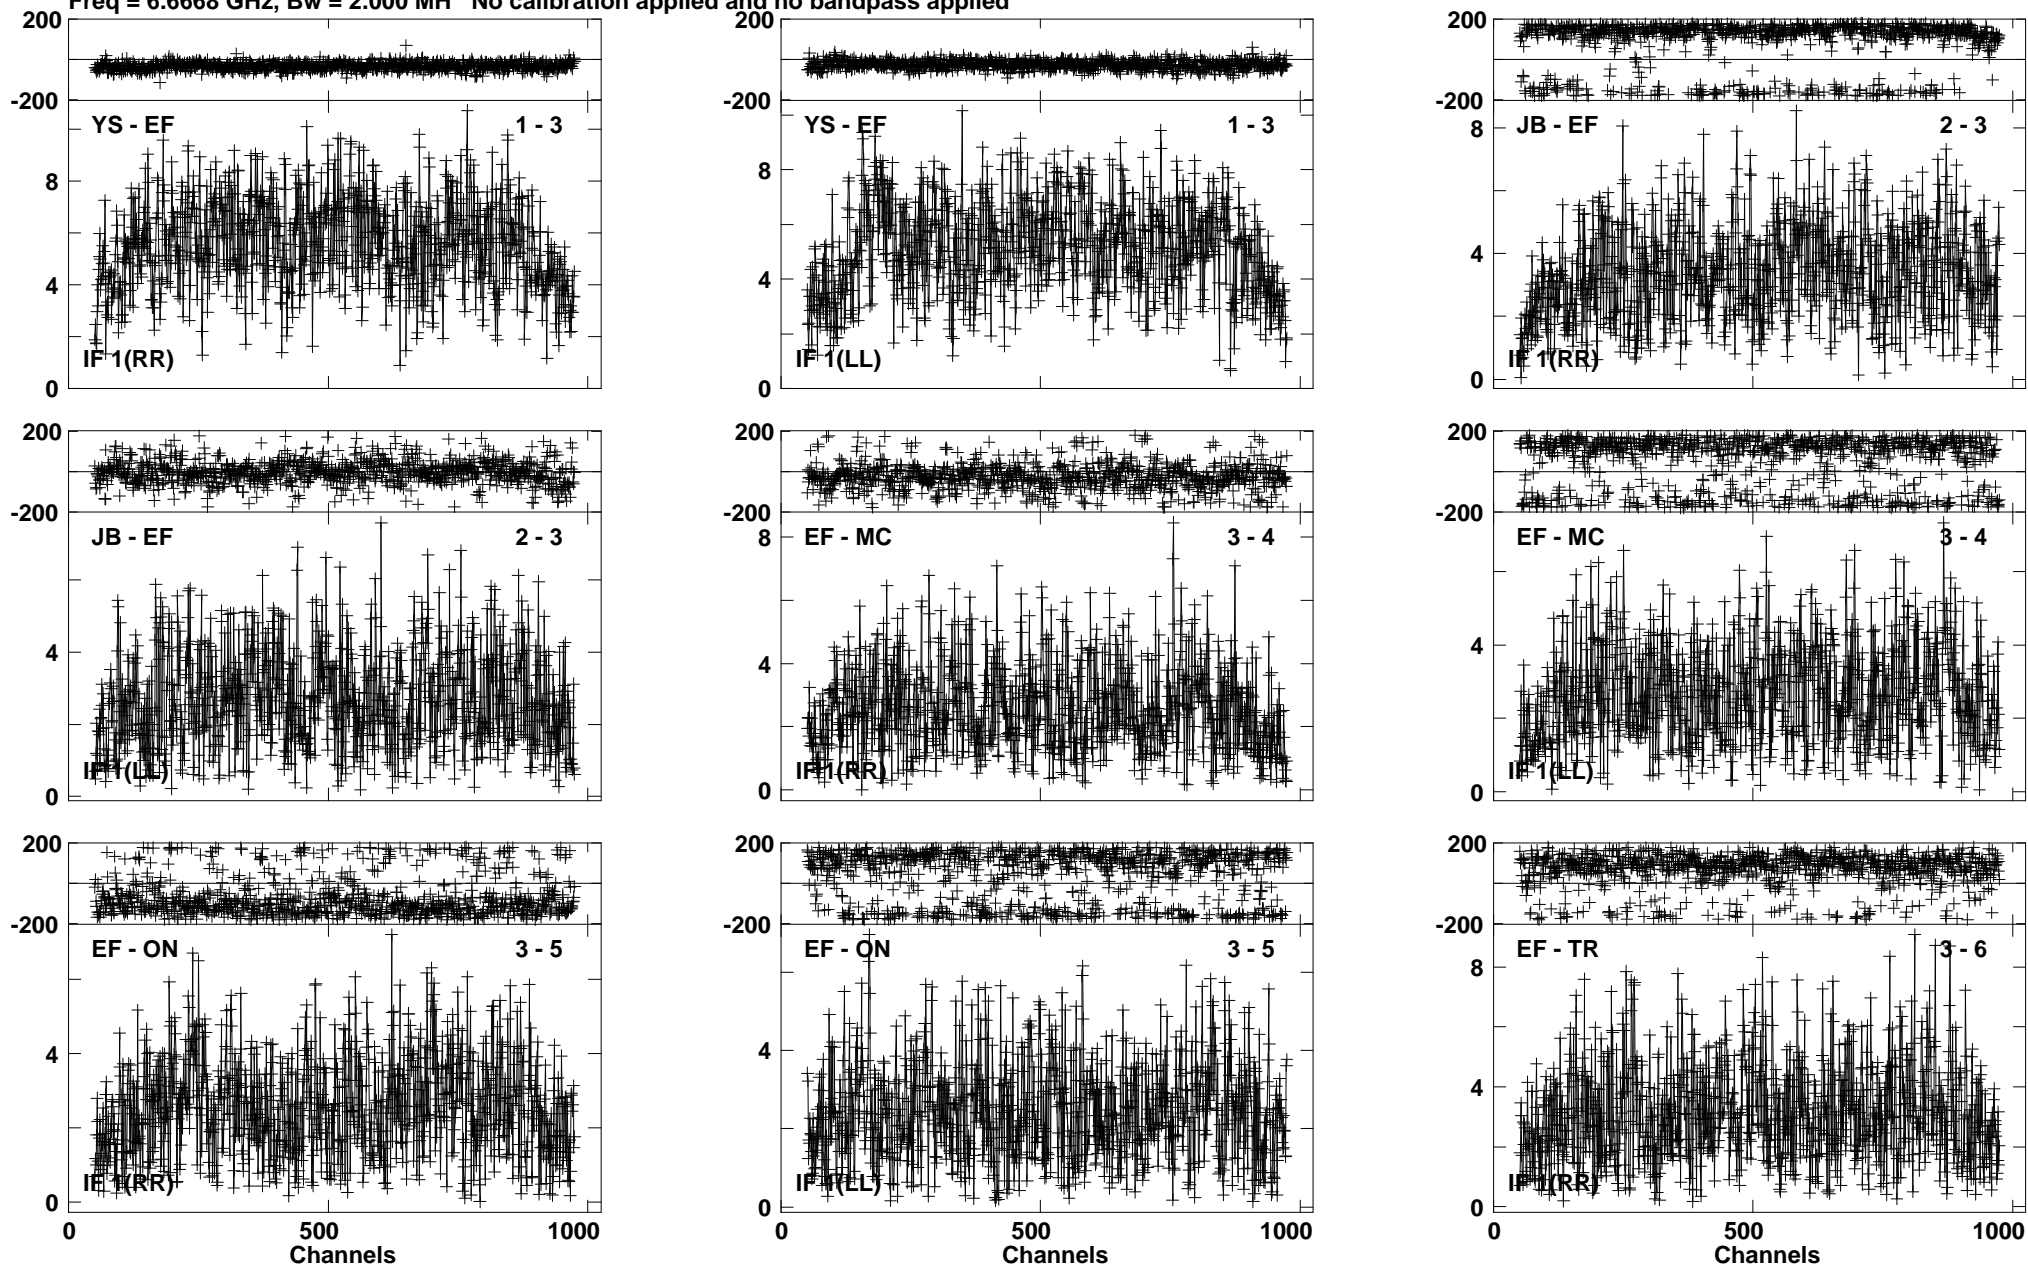 Freq = 6.6668 GHz, Bw = 2.000 MH No calibration applied and no bandpass applied
200
-200
YS - EF 1 - 3
8
4
0
IF 1(RR)
200
-200
YS - EF 1 - 3
8
4
0
IF 1(LL)
200
-200
JB - EF 2 - 3
8
4
0
IF 1(RR)
200
-200
JB - EF 2 - 3
4
0
IF 1(LL)
200
-200
EF - MC 3 - 4
8
4
0
IF 1(RR)
200
-200
EF - MC 3 - 4
4
0
IF 1(LL)
200
-200
EF - ON 3 - 5
4
0
IF 1(RR)
0 500 1000
Channels
200
-200
EF - ON 3 - 5
4
0
IF 1(LL)
0 500 1000
Channels
200
-200
EF - TR 3 - 6
8
4
0
IF 1(RR)
0 500 1000
Channels